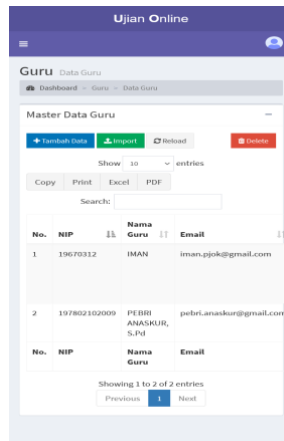 Ujian Online
Guru Data Guru
Dashboard - Guru - Data Guru
Master Data Guru
+ Tambah Data Import Reload Delete
Show 10 entries
Copy Print Excel PDF
Search:
No. NIP Nama Guru Email
1 19670312 IMAN iman.pjok@gmail.com
2 197802102009 PEBRI ANASKUR, S.Pd pebri.anaskur@gmail.com
No. NIP Nama Guru Email
Showing 1 to 2 of 2 entries
Previous 1 Next